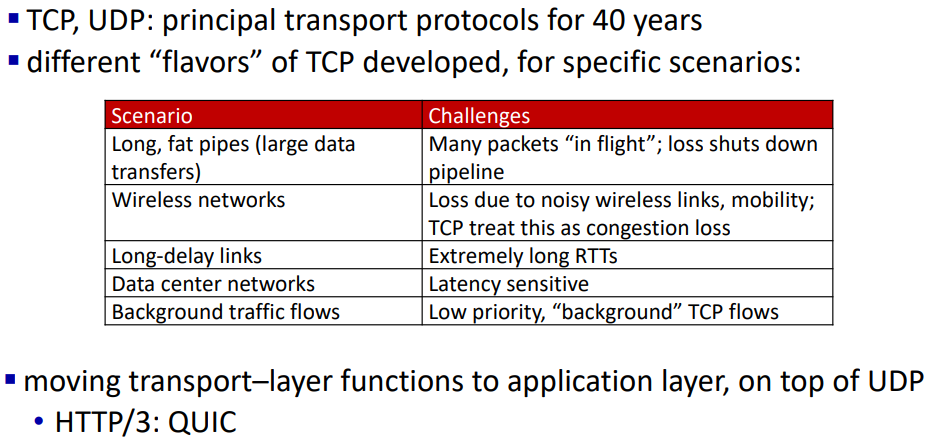 ▪ TCP, UDP: principal transport protocols for 40 years
▪ different “flavors” of TCP developed, for specific scenarios:
Scenario
Challenges
Long, fat pipes (large data
transfers)
Many packets “in flight”; loss shuts down
pipeline
Wireless networks
Loss due to noisy wireless links, mobility;
TCP treat this as congestion loss
Long-delay links
Extremely long RTTs
Data center networks
Latency sensitive
Background traffic flows
Low priority, “background” TCP flows
▪ moving transport–layer functions to application layer, on top of UDP
• HTTP/3: QUIC